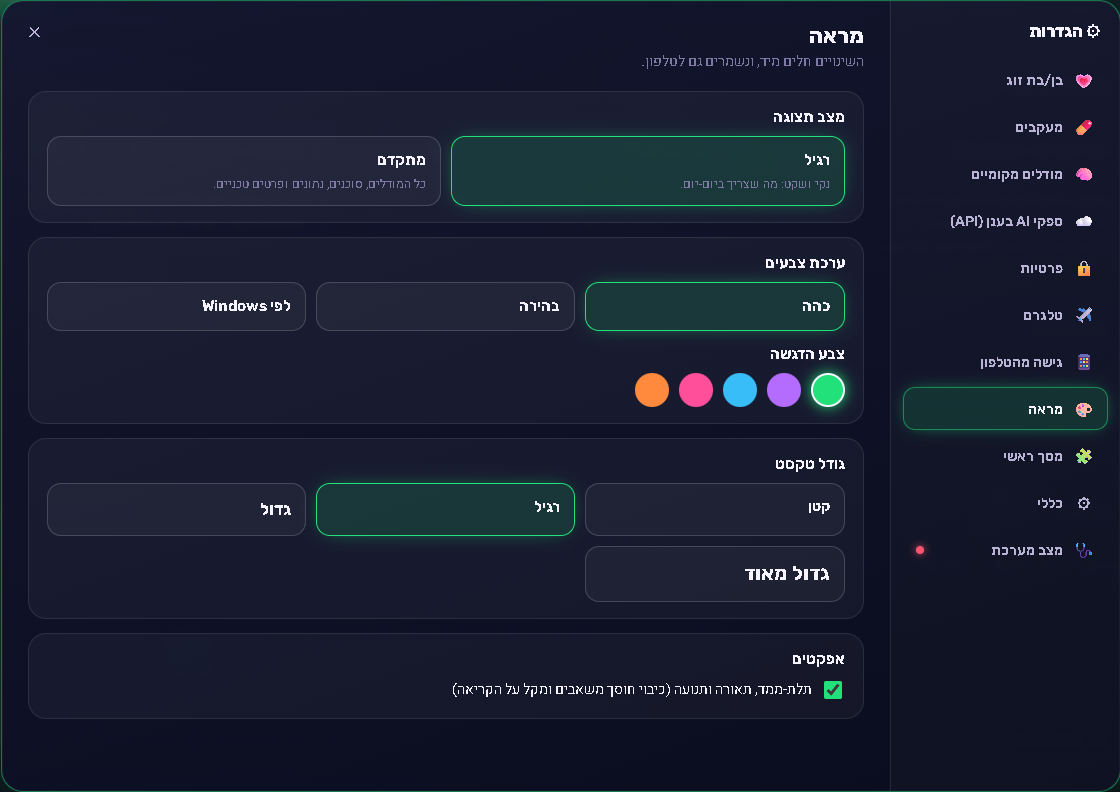 הגדרות
בן/בת זוג
מעקבים
מודלים מקומיים
ספקי AI בענן (API)
פרטיות
טלגרם
גישה מהטלפון
מראה
מסך ראשי
כללי
מצב מערכת
מראה
השינויים חלים מיד, ונשמרים גם לטלפון.
מצב תצוגה
רגיל
נקי ושקט: מה שצריך ביום-יום.
מתקדם
כל המודלים, סוכנים, נתונים ופרטים טכניים.
ערכת צבעים
כהה
בהירה
לפי Windows
צבע הדגשה
גודל טקסט
קטן
רגיל
גדול
גדול מאוד
אפקטים
תלת-ממד, תאורה ותנועה (כיבוי חוסך משאבים ומקל על הקריאה)